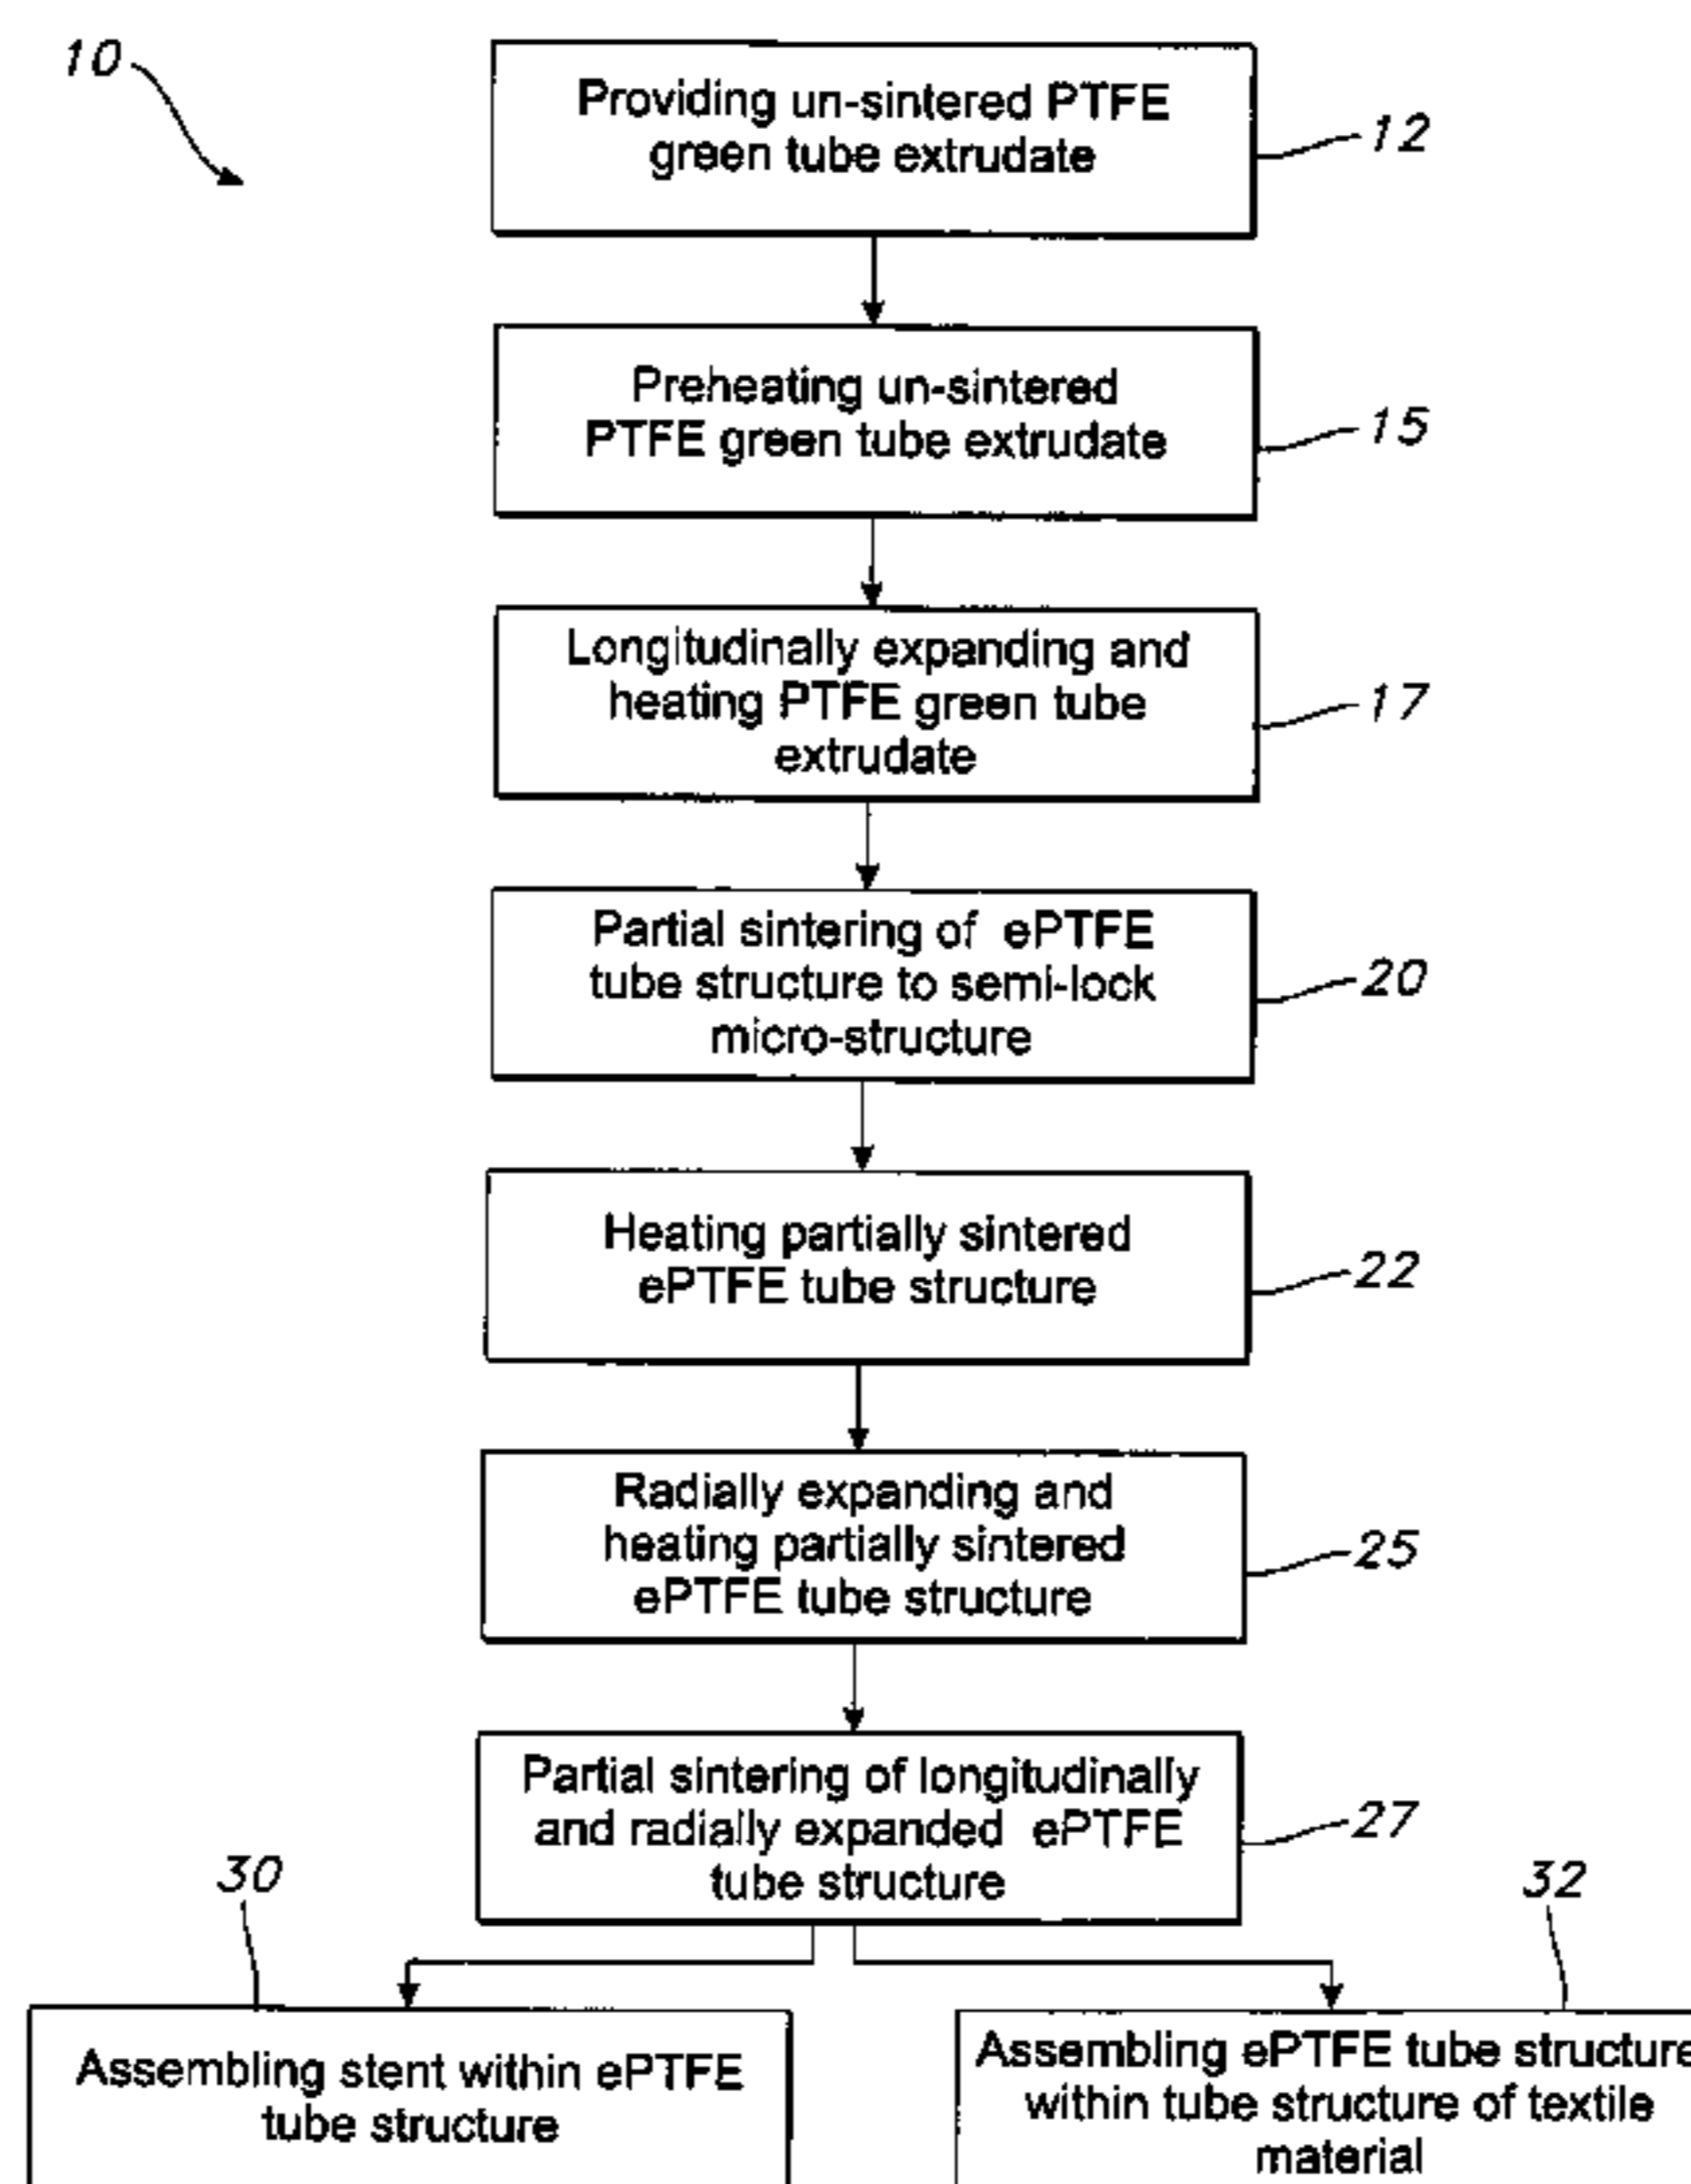 10
Providing un-sintered PTFE
green tube extrudate
12
Preheating un-sintered
PTFE green tube extrudate
15
Longitudinally expanding and
heating PTFE green tube
extrudate
17
Partial sintering of ePTFE
tube structure to semi-lock
micro-structure
20
Heating partially sintered
ePTFE tube structure
22
Radially expanding and
heating partially sintered
ePTFE tube structure
25
Partial sintering of longitudinally
and radially expanded ePTFE
tube structure
27
30
32
Assembling stent within ePTFE
tube structure
Assembling ePTFE tube structure
within tube structure of textile
material